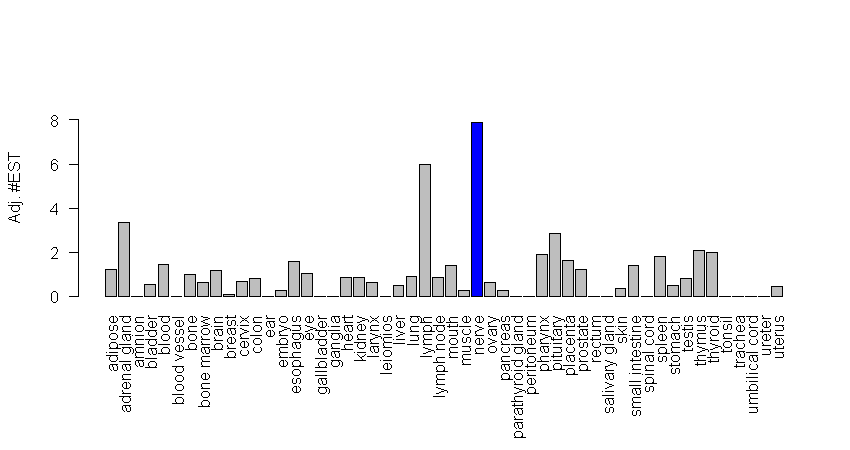 Adj. #EST
8
6
4
2
0
adipose
adrenal gland
amnion
bladder
blood
blood vessel
bone
bone marrow
brain
breast
cervix
colon
ear
embryo
esophagus
eye
gallbladder
ganglia
heart
kidney
larynx
leiomios
liver
lung
lymph
lymph node
mouth
muscle
nerve
ovary
pancreas
parathyroid gland
peritoneum
pharynx
pituitary
placenta
prostate
rectum
salivary gland
skin
small intestine
spinal cord
spleen
stomach
testis
thymus
thyroid
tonsil
trachea
umbilical cord
ureter
uterus